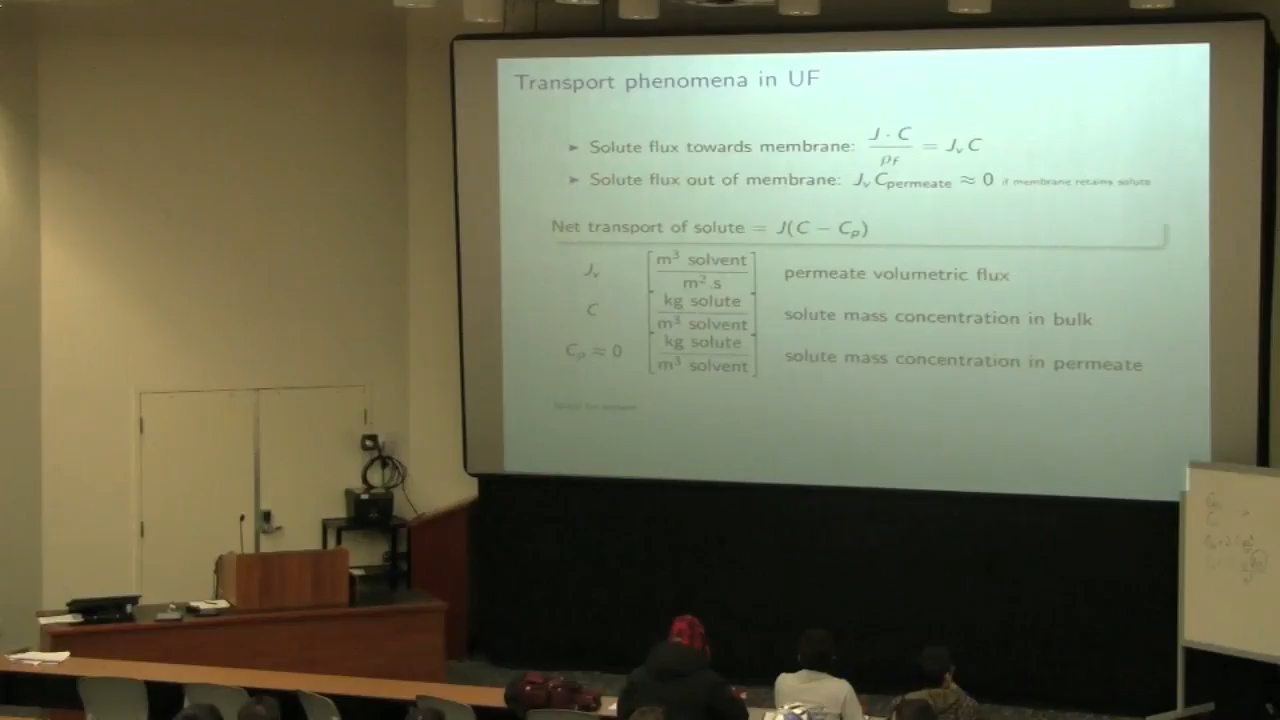 Transport phenomena in UF
► Solute flux towards membrane: J · C / ρf = Jv C
► Solute flux out of membrane: Jv Cpermeate ≈ 0 if membrane retains solute
Net transport of solute = J(C − Cp)
Jv [m³ solvent / m².s] permeate volumetric flux
C [kg solute / m³ solvent] solute mass concentration in bulk
Cp ≈ 0 [kg solute / m³ solvent] solute mass concentration in permeate